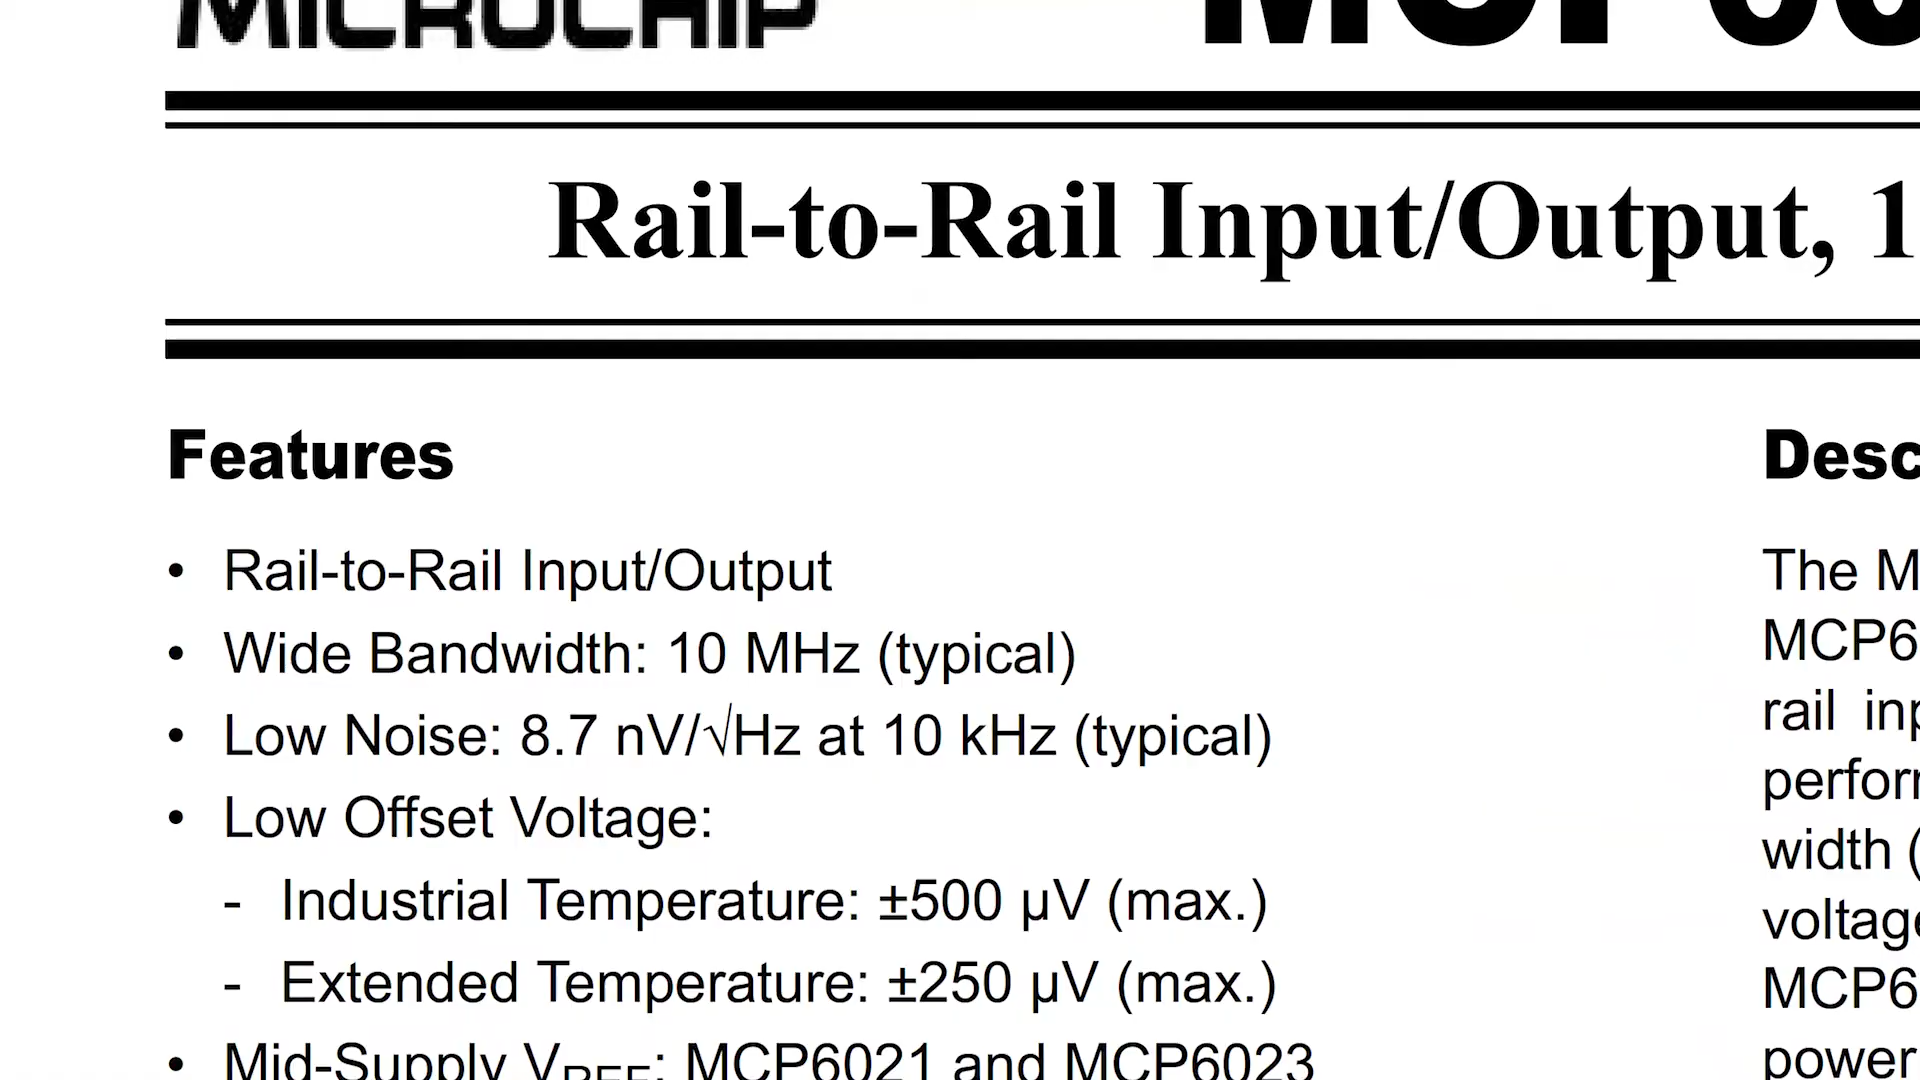 MICROCHIP
Rail-to-Rail Input/Output, 1
Features
• Rail-to-Rail Input/Output
• Wide Bandwidth: 10 MHz (typical)
• Low Noise: 8.7 nV/√Hz at 10 kHz (typical)
• Low Offset Voltage:
- Industrial Temperature: ±500 µV (max.)
- Extended Temperature: ±250 µV (max.)
• Mid-Supply VREF: MCP6021 and MCP6023
Desc
The M
MCP6
rail inp
perform
width (
voltage
MCP6
power